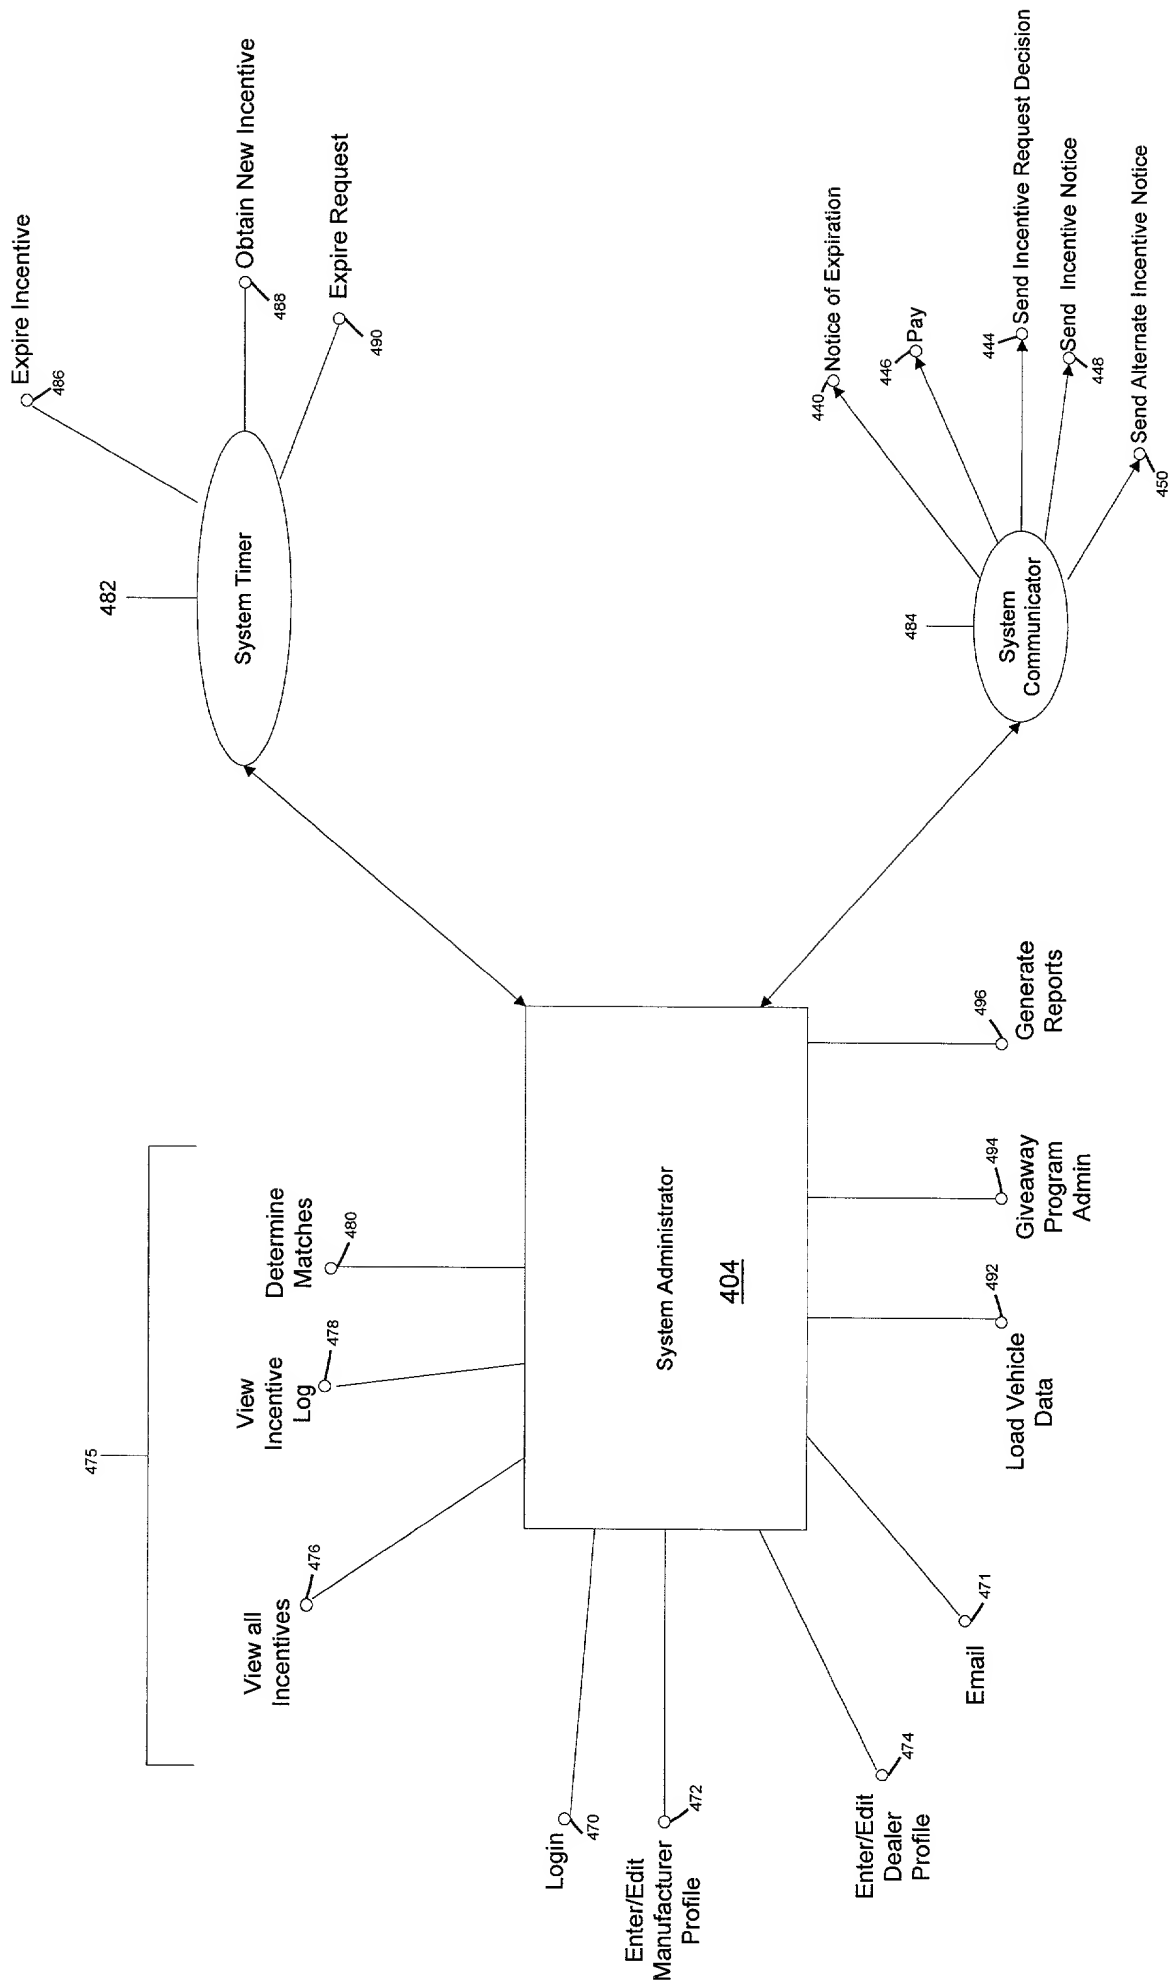 475
View all
Incentives
476
View
Incentive
Log
478
Determine
Matches
480
482
System Timer
Expire Incentive
486
Obtain New Incentive
488
Expire Request
490
Login
470
Enter/Edit
Manufacturer
Profile
472
Enter/Edit
Dealer
Profile
474
Email
471
System Administrator
404
Load Vehicle
Data
492
Giveaway
Program
Admin
494
Generate
Reports
496
484
System
Communicator
440
Notice of Expiration
446
Pay
444
Send Incentive Request Decision
Send Incentive Notice
448
Send Alternate Incentive Notice
450